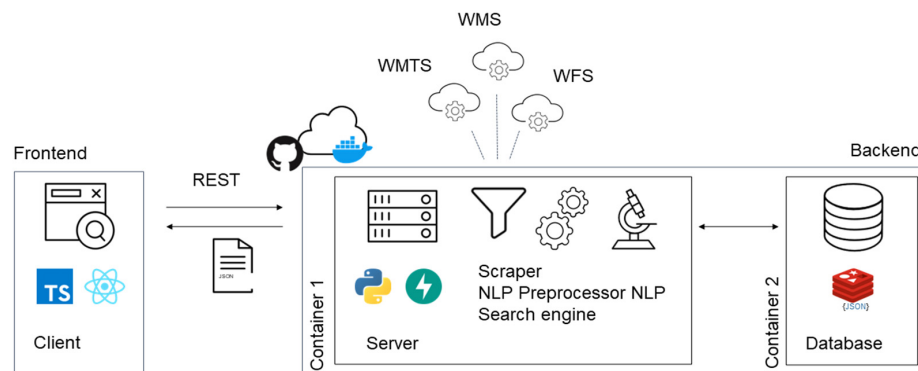 WMS
WMTS
WFS
Frontend
Backend
REST
JSON
TS
Client
Container 1
Server
Scraper
NLP Preprocessor NLP
Search engine
Container 2
{JSON}
Database